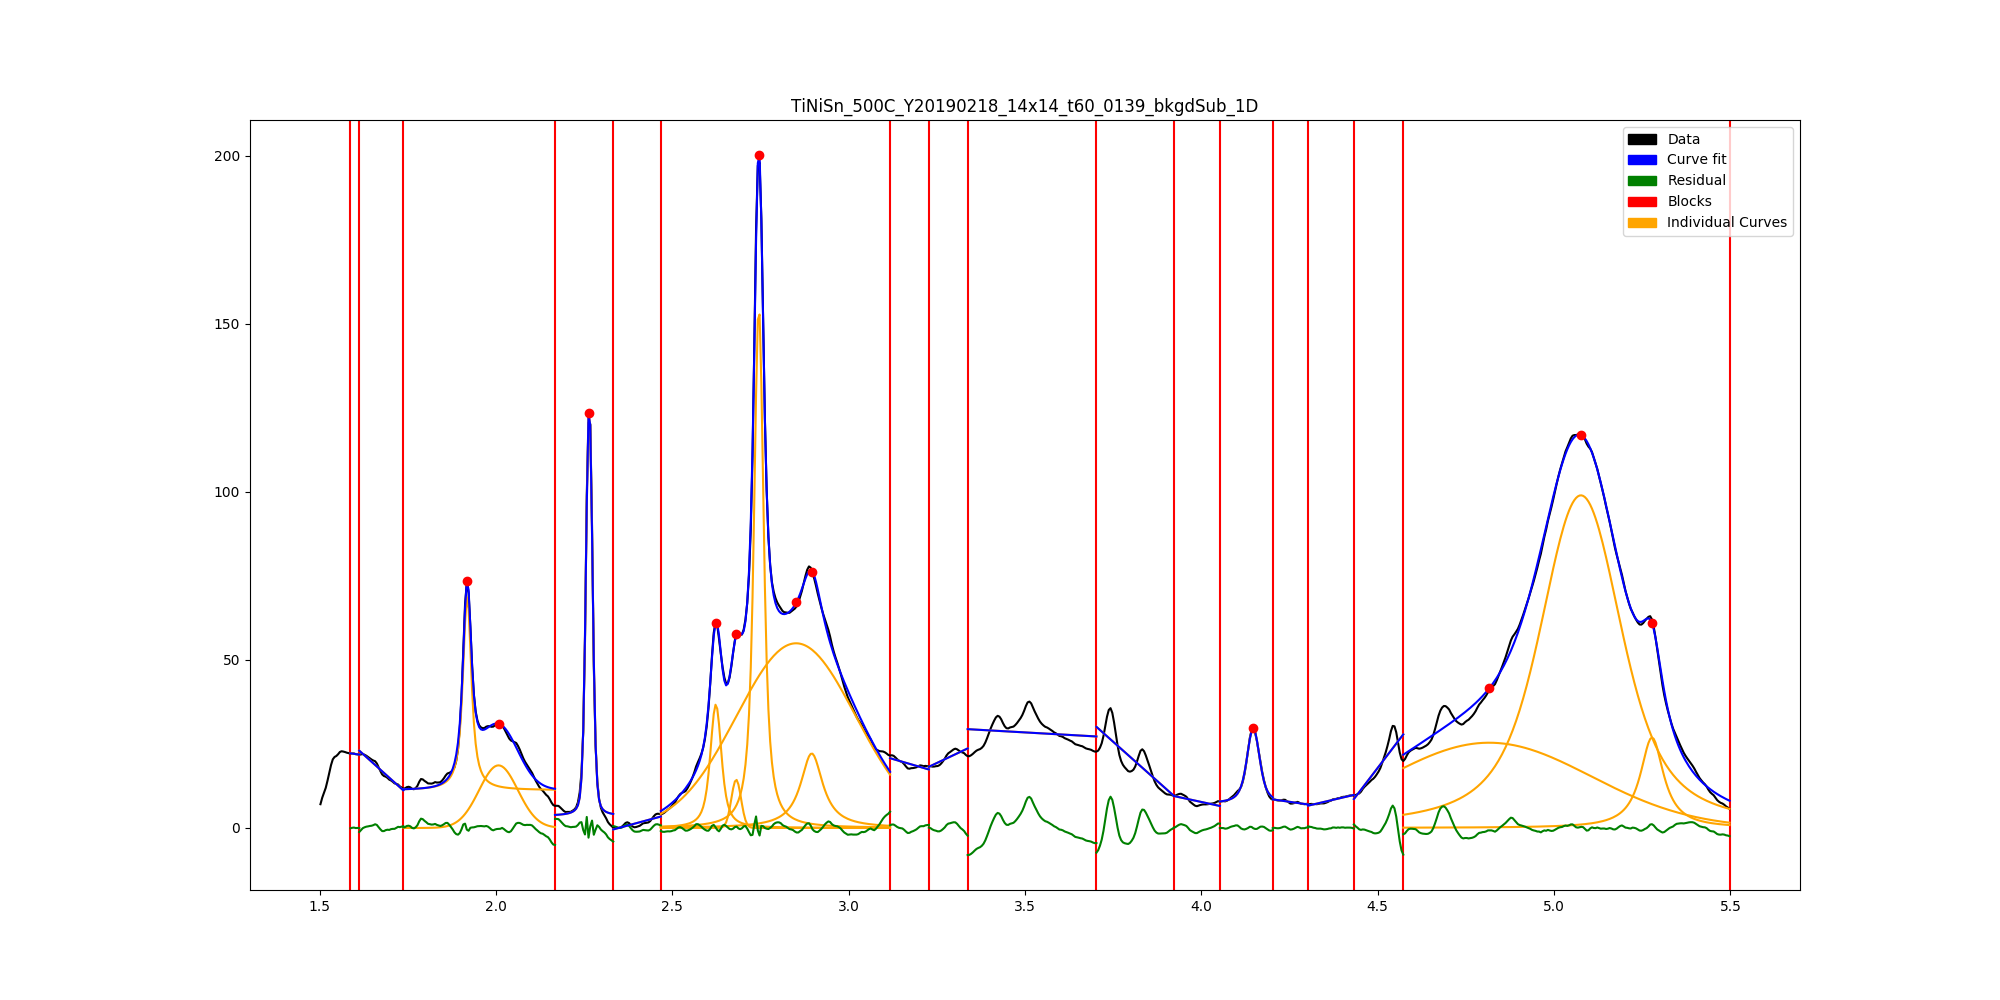 TiNiSn_500C_Y20190218_14x14_t60_0139_bkgdSub_1D
Data
Curve fit
Residual
Blocks
Individual Curves
200
150
100
50
0
1.5 2.0 2.5 3.0 3.5 4.0 4.5 5.0 5.5